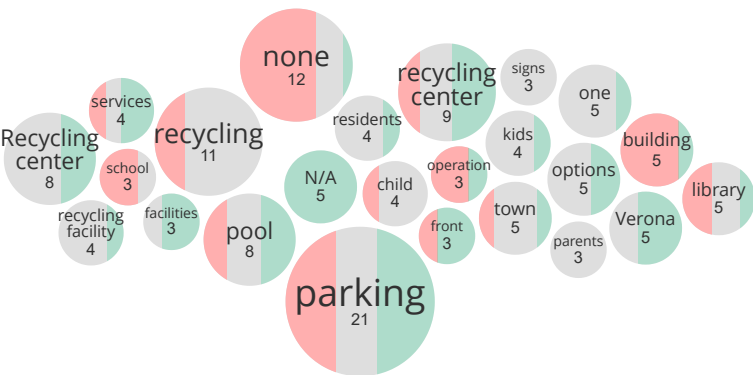 none
12
recycling
center
9
signs
3
one
5
services
4
recycling
11
residents
4
kids
4
building
5
Recycling
center
8
school
3
N/A
5
child
4
operation
3
options
5
library
5
recycling
facility
4
facilities
3
pool
8
front
3
town
5
parents
3
Verona
5
parking
21